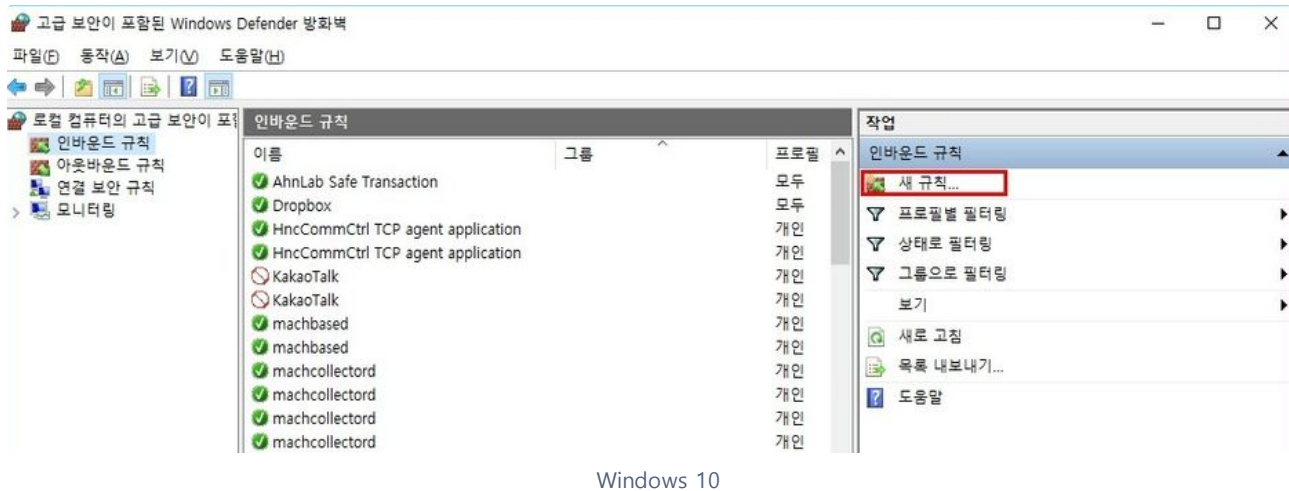 고급 보안이 포함된 Windows Defender 방화벽
파일(F) 동작(A) 보기(V) 도움말(H)
로컬 컴퓨터의 고급 보안이 포
인바운드 규칙
아웃바운드 규칙
연결 보안 규칙
모니터링
인바운드 규칙
이름 그룹 프로필
AhnLab Safe Transaction 모두
Dropbox 모두
HncCommCtrl TCP agent application 개인
HncCommCtrl TCP agent application 개인
KakaoTalk 개인
KakaoTalk 개인
machbased 개인
machbased 개인
machcollectord 개인
machcollectord 개인
machcollectord 개인
machcollectord 개인
작업
인바운드 규칙
새 규칙...
프로필별 필터링
상태로 필터링
그룹으로 필터링
보기
새로 고침
목록 내보내기...
도움말
Windows 10